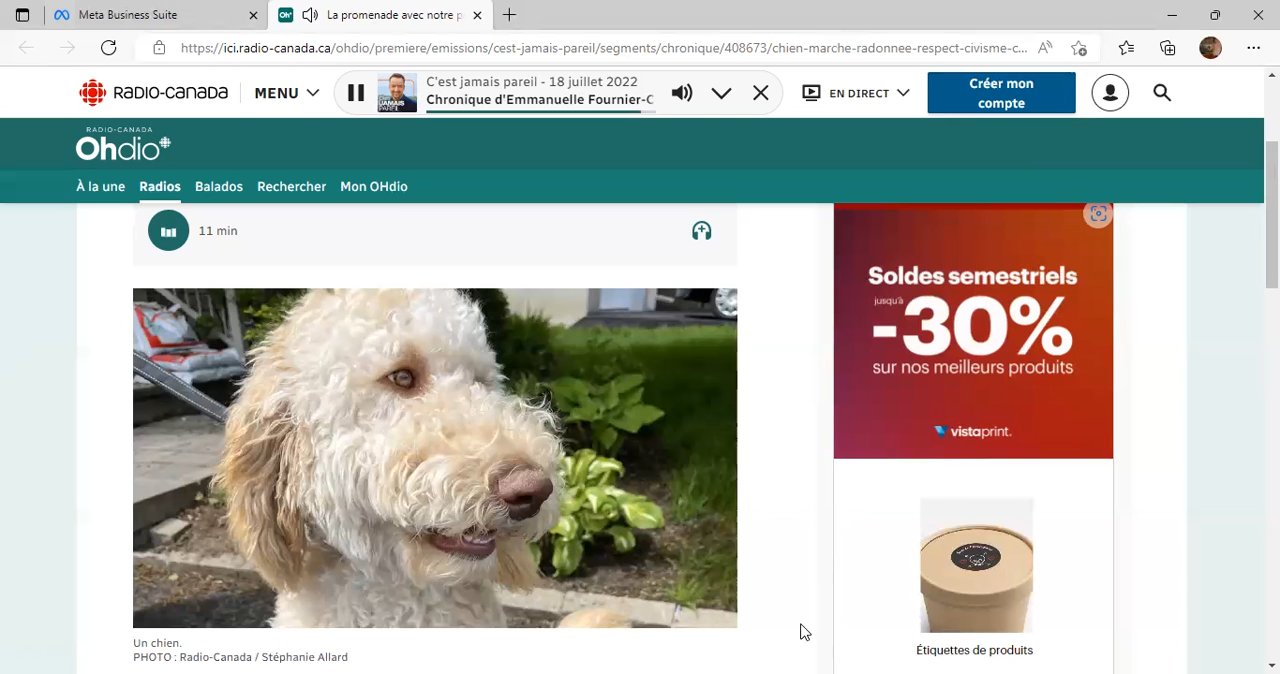 Meta Business Suite
La promenade avec notre p
https://ici.radio-canada.ca/ohdio/premiere/emissions/cest-jamais-pareil/segments/chronique/408673/chien-marche-radonnee-respect-civisme-c...
RADIO-CANADA
MENU
C'est jamais pareil - 18 juillet 2022
Chronique d'Emmanuelle Fournier-C
EN DIRECT
Créer mon
compte
RADIO-CANADA
Ohdio
À la une Radios Balados Rechercher Mon OHdio
11 min
Soldes semestriels
jusqu'à
-30%
sur nos meilleurs produits
vistaprint.
Étiquettes de produits
Un chien.
PHOTO : Radio-Canada / Stéphanie Allard